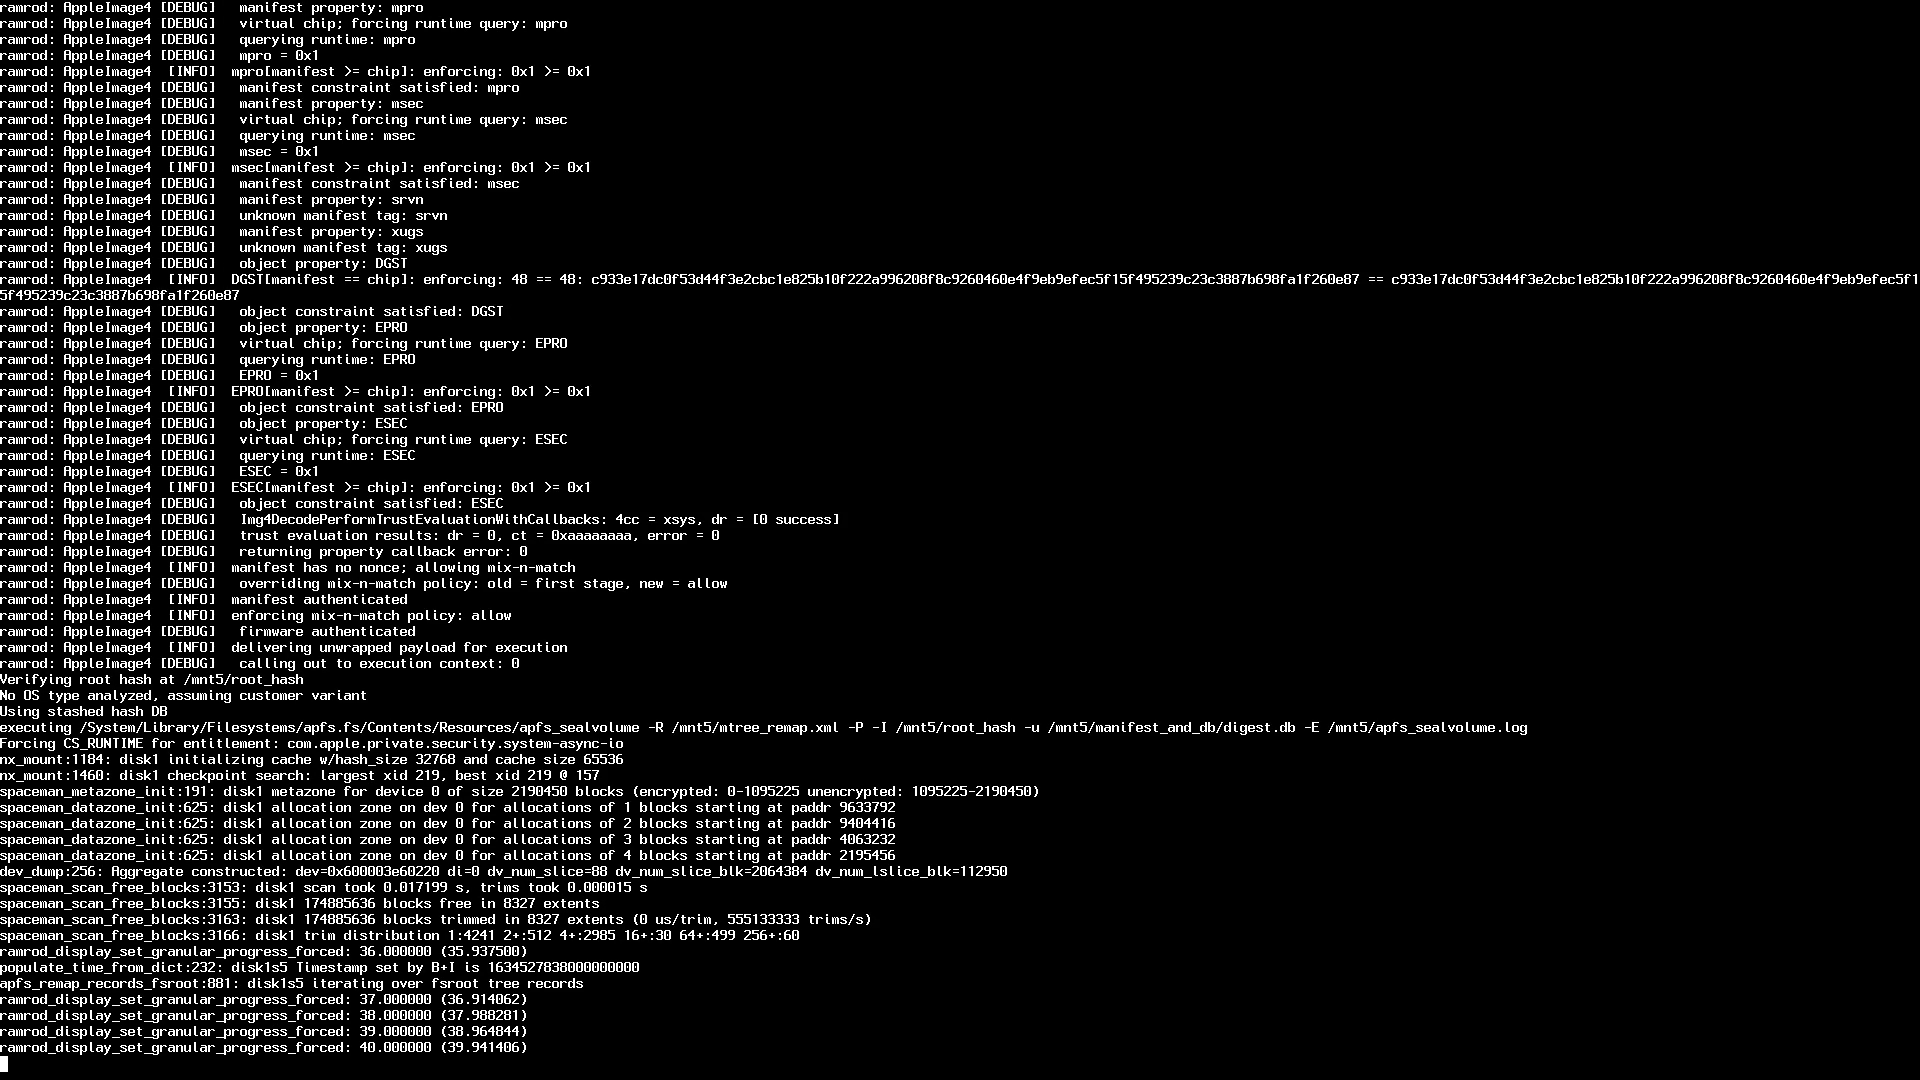 ramrod: AppleImage4 [DEBUG]   manifest property: mpro
ramrod: AppleImage4 [DEBUG]   virtual chip; forcing runtime query: mpro
ramrod: AppleImage4 [DEBUG]   querying runtime: mpro
ramrod: AppleImage4 [DEBUG]   mpro = 0x1
ramrod: AppleImage4  [INFO]  mpro[manifest >= chip]: enforcing: 0x1 >= 0x1
ramrod: AppleImage4 [DEBUG]   manifest constraint satisfied: mpro
ramrod: AppleImage4 [DEBUG]   manifest property: msec
ramrod: AppleImage4 [DEBUG]   virtual chip; forcing runtime query: msec
ramrod: AppleImage4 [DEBUG]   querying runtime: msec
ramrod: AppleImage4 [DEBUG]   msec = 0x1
ramrod: AppleImage4  [INFO]  msec[manifest >= chip]: enforcing: 0x1 >= 0x1
ramrod: AppleImage4 [DEBUG]   manifest constraint satisfied: msec
ramrod: AppleImage4 [DEBUG]   manifest property: srvn
ramrod: AppleImage4 [DEBUG]   unknown manifest tag: srvn
ramrod: AppleImage4 [DEBUG]   manifest property: xugs
ramrod: AppleImage4 [DEBUG]   unknown manifest tag: xugs
ramrod: AppleImage4 [DEBUG]   object property: DGST
ramrod: AppleImage4  [INFO]  DGST[manifest == chip]: enforcing: 48 == 48: c933e17dc0f53d44f3e2cbc1e825b10f222a996208f8c9260460e4f9eb9efec5f15f495239c23c3887b698fa1f260e87 == c933e17dc0f53d44f3e2cbc1e825b10f222a996208f8c9260460e4f9eb9efec5f1
5f495239c23c3887b698fa1f260e87
ramrod: AppleImage4 [DEBUG]   object constraint satisfied: DGST
ramrod: AppleImage4 [DEBUG]   object property: EPRO
ramrod: AppleImage4 [DEBUG]   virtual chip; forcing runtime query: EPRO
ramrod: AppleImage4 [DEBUG]   querying runtime: EPRO
ramrod: AppleImage4 [DEBUG]   EPRO = 0x1
ramrod: AppleImage4  [INFO]  EPRO[manifest >= chip]: enforcing: 0x1 >= 0x1
ramrod: AppleImage4 [DEBUG]   object constraint satisfied: EPRO
ramrod: AppleImage4 [DEBUG]   object property: ESEC
ramrod: AppleImage4 [DEBUG]   virtual chip; forcing runtime query: ESEC
ramrod: AppleImage4 [DEBUG]   querying runtime: ESEC
ramrod: AppleImage4 [DEBUG]   ESEC = 0x1
ramrod: AppleImage4  [INFO]  ESEC[manifest >= chip]: enforcing: 0x1 >= 0x1
ramrod: AppleImage4 [DEBUG]   object constraint satisfied: ESEC
ramrod: AppleImage4 [DEBUG]   Img4DecodePerformTrustEvaluationWithCallbacks: 4cc = xsys, dr = [0 success]
ramrod: AppleImage4 [DEBUG]   trust evaluation results: dr = 0, ct = 0xaaaaaaaa, error = 0
ramrod: AppleImage4 [DEBUG]   returning property callback error: 0
ramrod: AppleImage4  [INFO]  manifest has no nonce; allowing mix-n-match
ramrod: AppleImage4 [DEBUG]   overriding mix-n-match policy: old = first stage, new = allow
ramrod: AppleImage4  [INFO]  manifest authenticated
ramrod: AppleImage4  [INFO]  enforcing mix-n-match policy: allow
ramrod: AppleImage4 [DEBUG]   firmware authenticated
ramrod: AppleImage4  [INFO]  delivering unwrapped payload for execution
ramrod: AppleImage4 [DEBUG]   calling out to execution context: 0
Verifying root hash at /mnt5/root_hash
No OS type analyzed, assuming customer variant
Using stashed hash DB
executing /System/Library/Filesystems/apfs.fs/Contents/Resources/apfs_sealvolume -R /mnt5/mtree_remap.xml -P -I /mnt5/root_hash -u /mnt5/manifest_and_db/digest.db -E /mnt5/apfs_sealvolume.log
Forcing CS_RUNTIME for entitlement: com.apple.private.security.system-async-io
nx_mount:1184: disk1 initializing cache w/hash_size 32768 and cache size 65536
nx_mount:1460: disk1 checkpoint search: largest xid 219, best xid 219 @ 157
spaceman_metazone_init:191: disk1 metazone for device 0 of size 2190450 blocks (encrypted: 0-1095225 unencrypted: 1095225-2190450)
spaceman_datazone_init:625: disk1 allocation zone on dev 0 for allocations of 1 blocks starting at paddr 9633792
spaceman_datazone_init:625: disk1 allocation zone on dev 0 for allocations of 2 blocks starting at paddr 9404416
spaceman_datazone_init:625: disk1 allocation zone on dev 0 for allocations of 3 blocks starting at paddr 4063232
spaceman_datazone_init:625: disk1 allocation zone on dev 0 for allocations of 4 blocks starting at paddr 2195456
dev_dump:256: Aggregate constructed: dev=0x600003e60220 di=0 dv_num_slice=88 dv_num_slice_blk=2064384 dv_num_lslice_blk=112950
spaceman_scan_free_blocks:3153: disk1 scan took 0.017199 s, trims took 0.000015 s
spaceman_scan_free_blocks:3155: disk1 174885636 blocks free in 8327 extents
spaceman_scan_free_blocks:3163: disk1 174885636 blocks trimmed in 8327 extents (0 us/trim, 555133333 trims/s)
spaceman_scan_free_blocks:3166: disk1 trim distribution 1:4241 2+:512 4+:2985 16+:30 64+:499 256+:60
ramrod_display_set_granular_progress_forced: 36.000000 (35.937500)
populate_time_from_dict:232: disk1s5 Timestamp set by B+I is 1634527838000000000
apfs_remap_records_fsroot:881: disk1s5 iterating over fsroot tree records
ramrod_display_set_granular_progress_forced: 37.000000 (36.914062)
ramrod_display_set_granular_progress_forced: 38.000000 (37.988281)
ramrod_display_set_granular_progress_forced: 39.000000 (38.964844)
ramrod_display_set_granular_progress_forced: 40.000000 (39.941406)